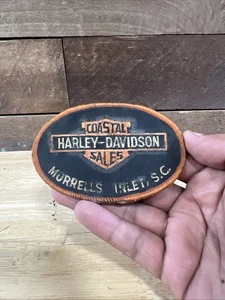 COASTAL
HARLEY-DAVIDSON
SALES
MURRELLS INLET, S.C.